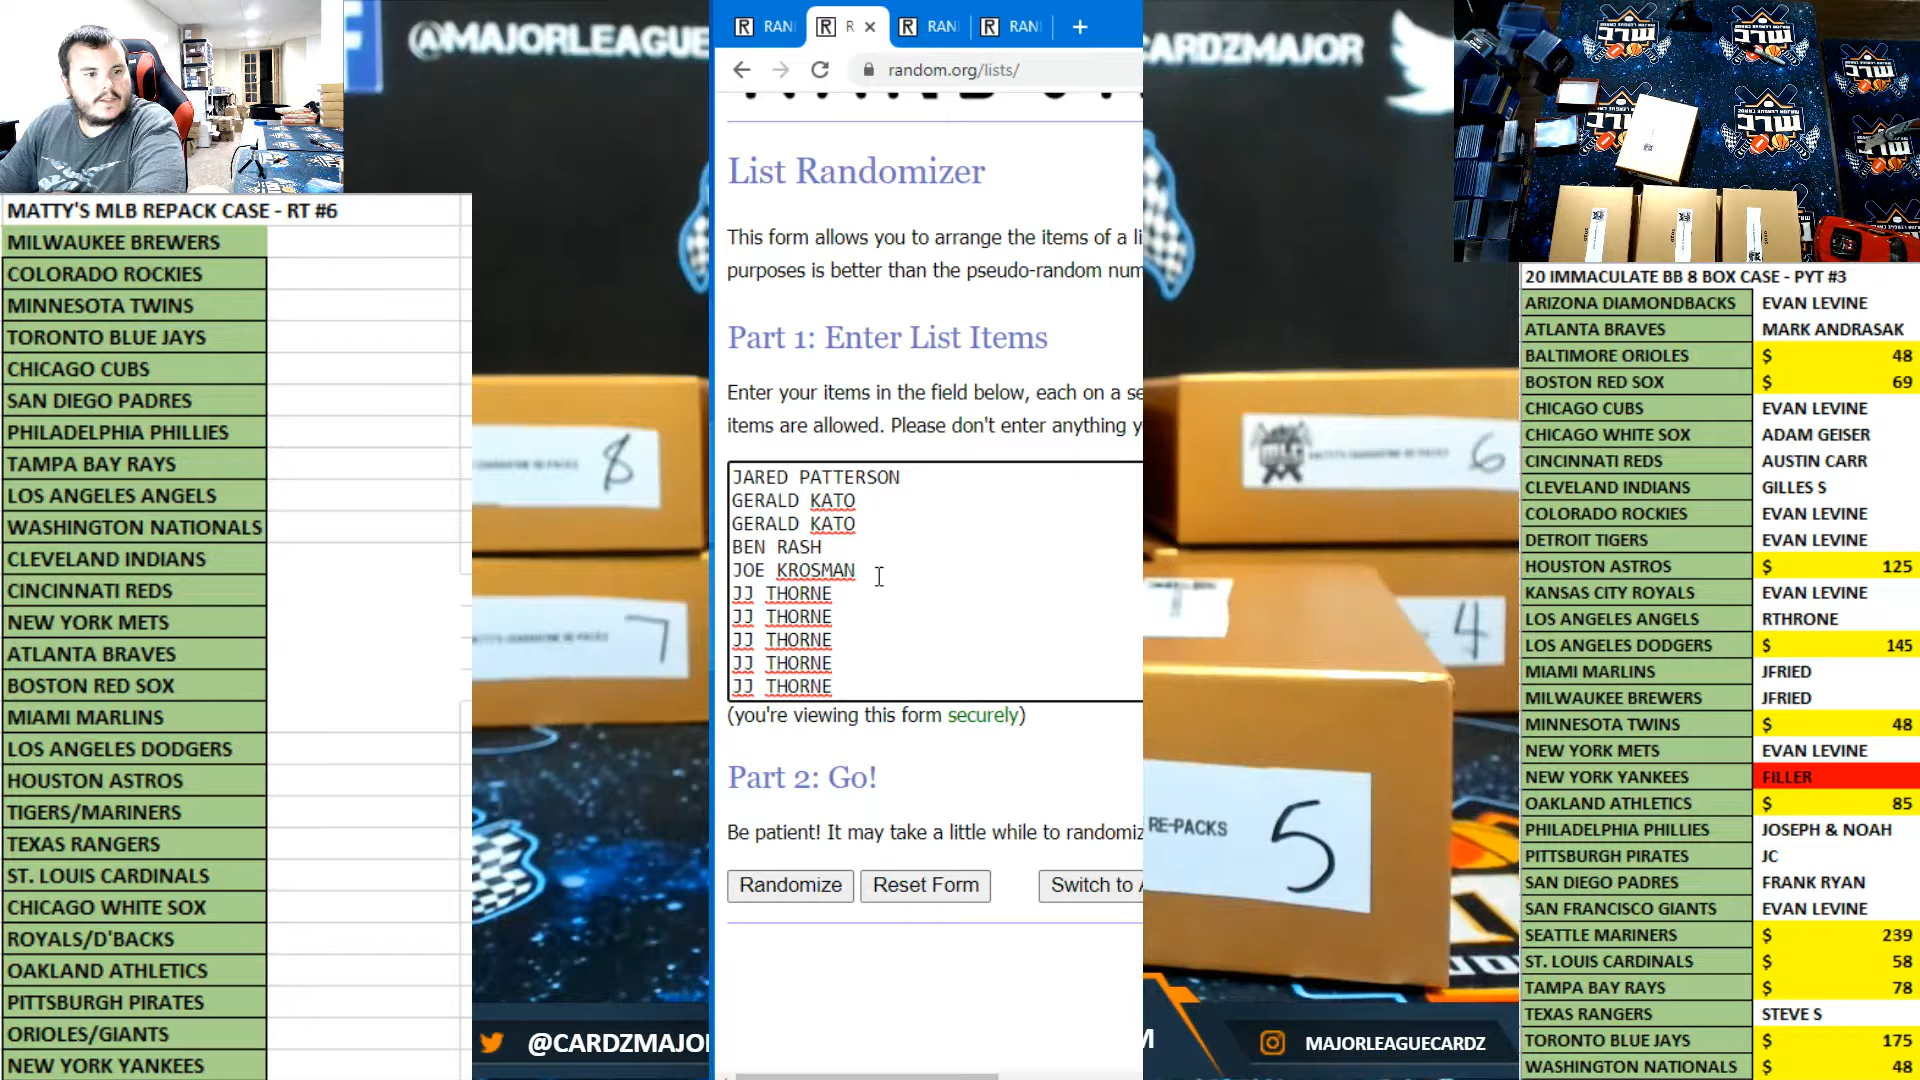 @MAJORLEAGUE
CARDZMAJOR
RAN
R
RAN
RAN
random.org/lists/
List Randomizer
This form allows you to arrange the items of a li
purposes is better than the pseudo-random num
Part 1: Enter List Items
Enter your items in the field below, each on a se
items are allowed. Please don't enter anything y
JARED PATTERSON
GERALD KATO
GERALD KATO
BEN RASH
JOE KROSMAN
JJ THORNE
JJ THORNE
JJ THORNE
JJ THORNE
JJ THORNE
(you're viewing this form securely)
Part 2: Go!
Be patient! It may take a little while to randomiz
Randomize
Reset Form
Switch to A
MATTY'S MLB REPACK CASE - RT #6
MILWAUKEE BREWERS
COLORADO ROCKIES
MINNESOTA TWINS
TORONTO BLUE JAYS
CHICAGO CUBS
SAN DIEGO PADRES
PHILADELPHIA PHILLIES
TAMPA BAY RAYS
LOS ANGELES ANGELS
WASHINGTON NATIONALS
CLEVELAND INDIANS
CINCINNATI REDS
NEW YORK METS
ATLANTA BRAVES
BOSTON RED SOX
MIAMI MARLINS
LOS ANGELES DODGERS
HOUSTON ASTROS
TIGERS/MARINERS
TEXAS RANGERS
ST. LOUIS CARDINALS
CHICAGO WHITE SOX
ROYALS/D'BACKS
OAKLAND ATHLETICS
PITTSBURGH PIRATES
ORIOLES/GIANTS
NEW YORK YANKEES
8
7
6
4
RE-PACKS 5
@CARDZMAJO
M
MAJORLEAGUECARDZ
20 IMMACULATE BB 8 BOX CASE - PYT #3
ARIZONA DIAMONDBACKS EVAN LEVINE
ATLANTA BRAVES MARK ANDRASAK
BALTIMORE ORIOLES $ 48
BOSTON RED SOX $ 69
CHICAGO CUBS EVAN LEVINE
CHICAGO WHITE SOX ADAM GEISER
CINCINNATI REDS AUSTIN CARR
CLEVELAND INDIANS GILLES S
COLORADO ROCKIES EVAN LEVINE
DETROIT TIGERS EVAN LEVINE
HOUSTON ASTROS $ 125
KANSAS CITY ROYALS EVAN LEVINE
LOS ANGELES ANGELS RTHRONE
LOS ANGELES DODGERS $ 145
MIAMI MARLINS JFRIED
MILWAUKEE BREWERS JFRIED
MINNESOTA TWINS $ 48
NEW YORK METS EVAN LEVINE
NEW YORK YANKEES FILLER
OAKLAND ATHLETICS $ 85
PHILADELPHIA PHILLIES JOSEPH & NOAH
PITTSBURGH PIRATES JC
SAN DIEGO PADRES FRANK RYAN
SAN FRANCISCO GIANTS EVAN LEVINE
SEATTLE MARINERS $ 239
ST. LOUIS CARDINALS $ 58
TAMPA BAY RAYS $ 78
TEXAS RANGERS STEVE S
TORONTO BLUE JAYS $ 175
WASHINGTON NATIONALS $ 48